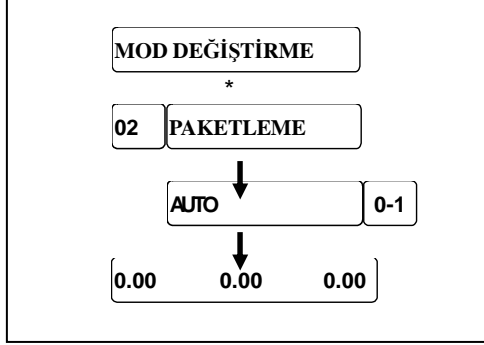 MOD DEĞİŞTİRME
*
02 PAKETLEME
AUTO 0-1
0.00 0.00 0.00